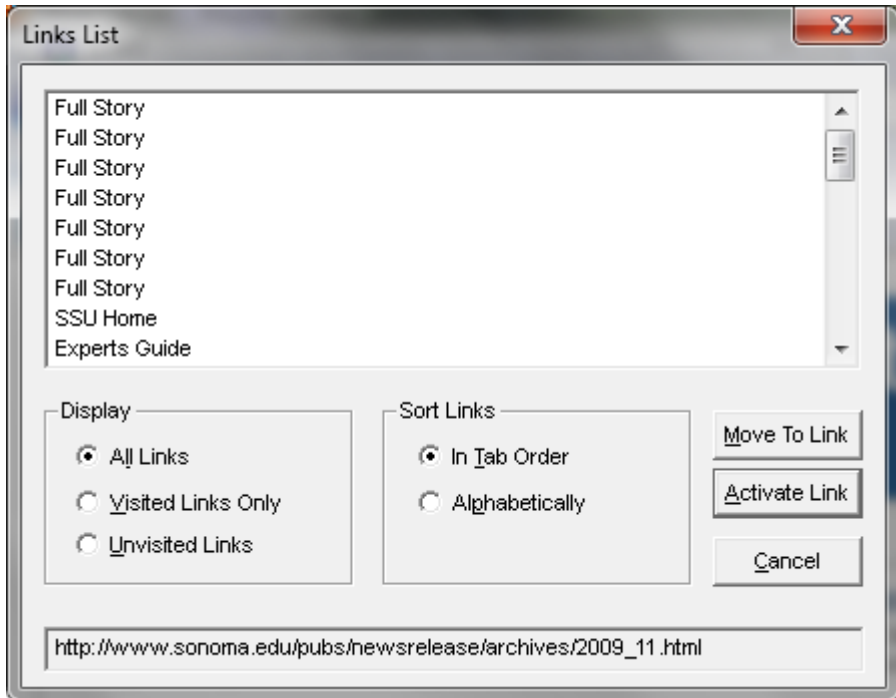 Links List
Full Story
Full Story
Full Story
Full Story
Full Story
Full Story
Full Story
SSU Home
Experts Guide
Display
All Links
Visited Links Only
Unvisited Links
Sort Links
In Tab Order
Alphabetically
Move To Link
Activate Link
Cancel
http://www.sonoma.edu/pubs/newsrelease/archives/2009_11.html